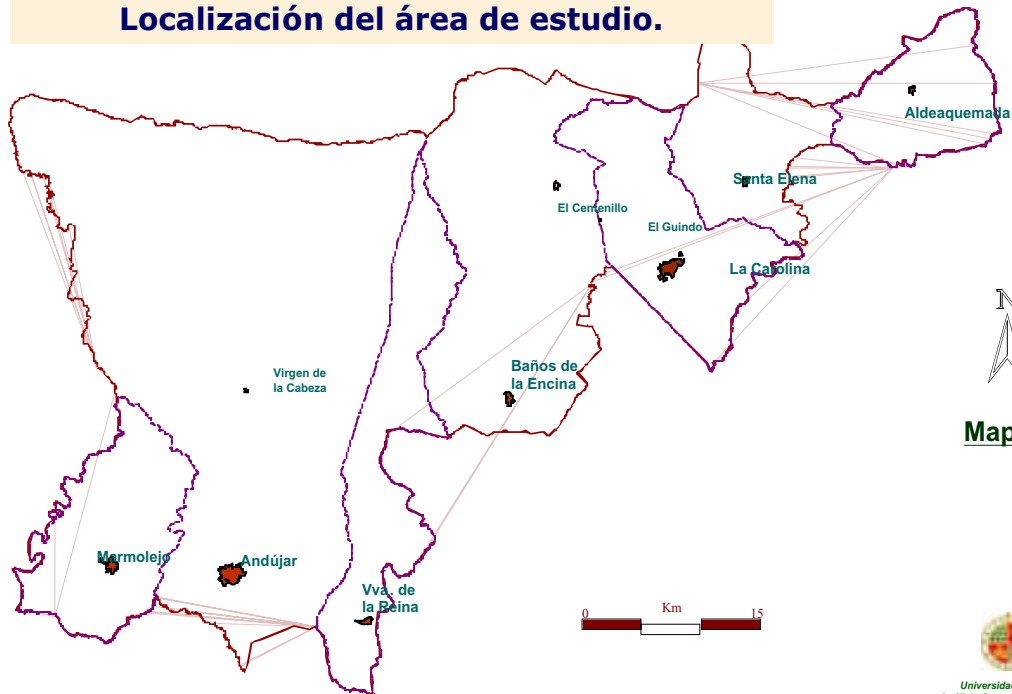 Localización del área de estudio.
Aldeaquemada
Santa Elena
El Centenillo
El Guindo
La Carolina
N
Virgen de
la Cabeza
Baños de
la Encina
Map
Marmolejo
Andújar
Vva. de
la Reina
0 Km 15
Universida